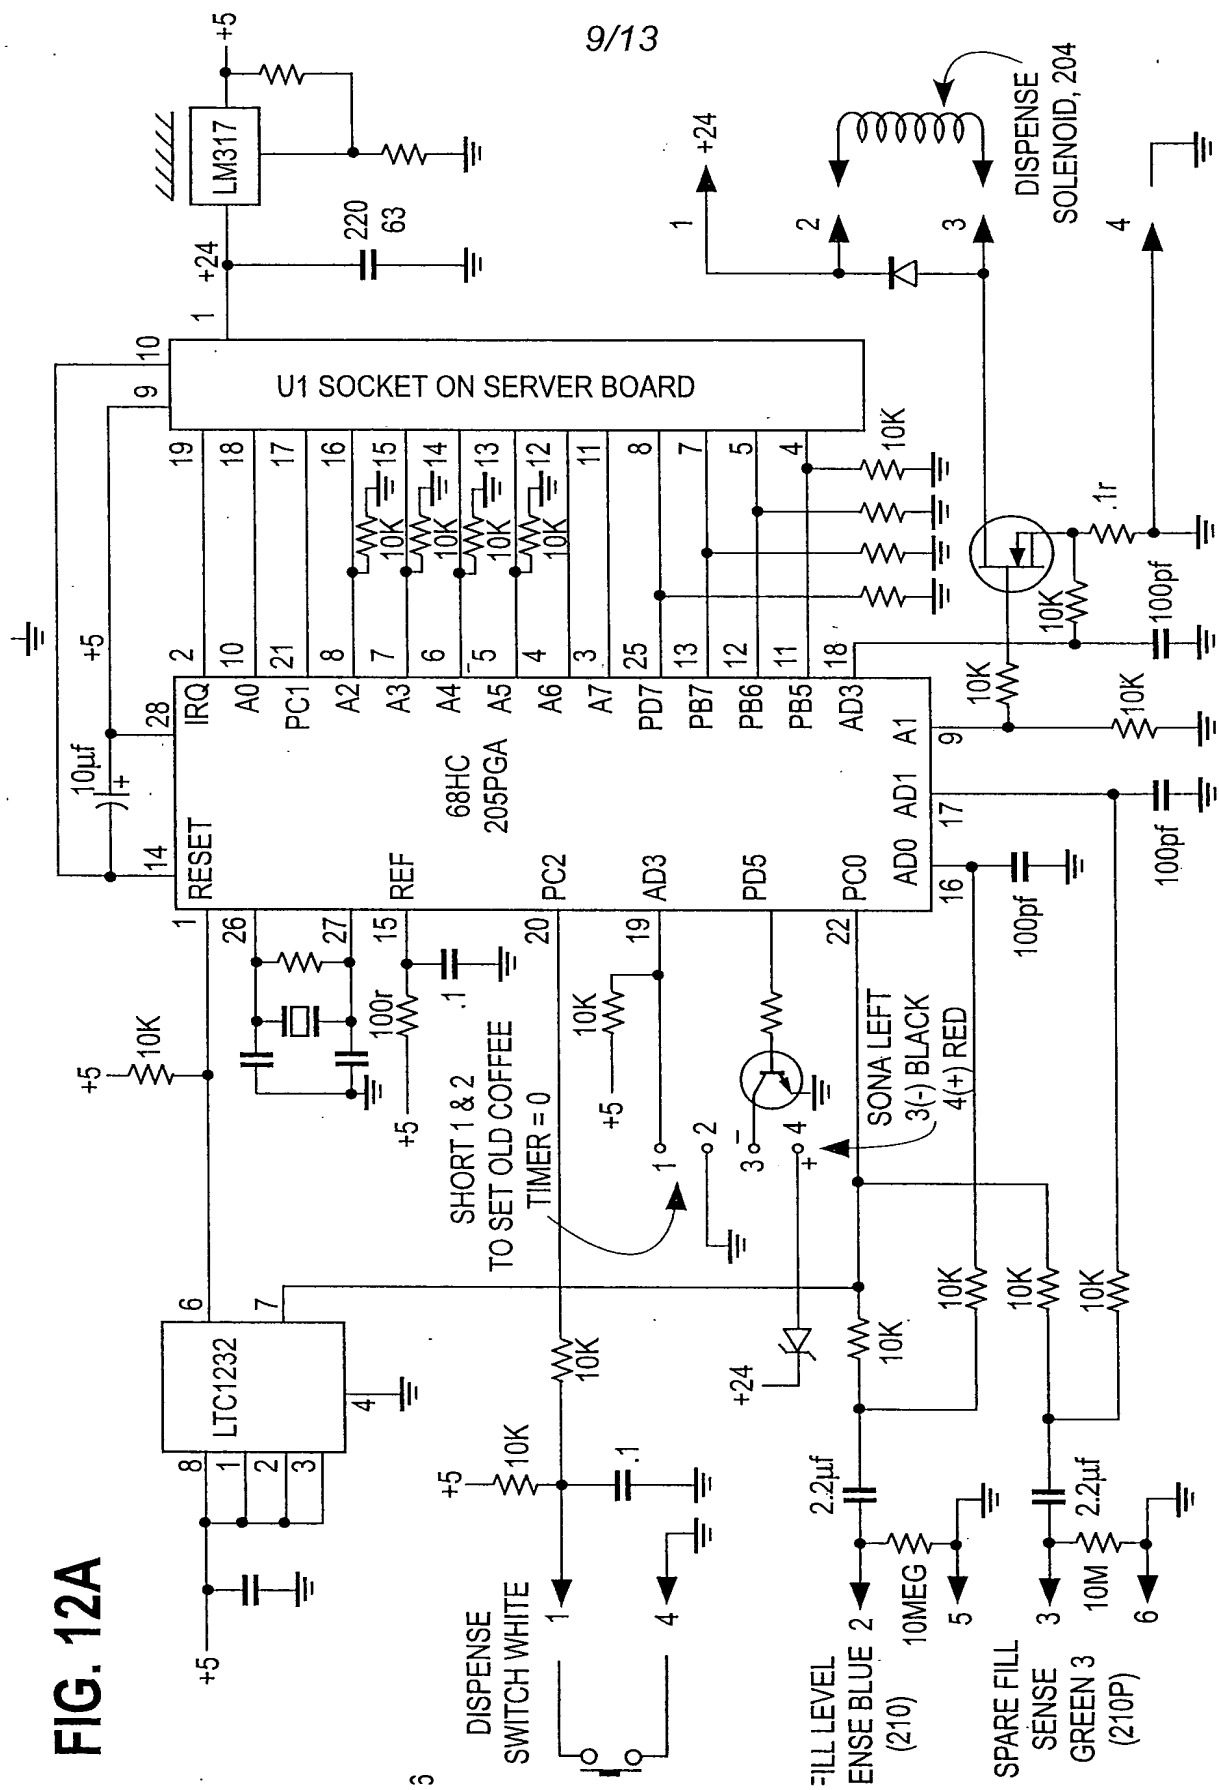 9/13
FIG. 12A
+5
LM317
+24
220
63
1
10
9
U1 SOCKET ON SERVER BOARD
19
18
17
16
15
14
13
12
11
8
7
5
4
10K
10K
10K
10K
10K
+5
10µf
+
28
14
2
10
21
8
7
6
5
4
3
25
13
12
11
18
IRQ
A0
PC1
A2
A3
A4
A5
A6
A7
PD7
PB7
PB6
PB5
AD3
68HC
205PGA
RESET
REF
PC2
AD3
PD5
PC0
AD0
AD1
A1
1
26
27
15
20
19
22
16
17
9
+24
1
2
3
4
DISPENSE
SOLENOID, 204
.1r
10K
100pf
10K
10K
100pf
100pf
+5
10K
100r
.1
+5
10K
+5
SHORT 1 & 2
TO SET OLD COFFEE
TIMER = 0
1
2
3
–
4
+
SONA LEFT
3(-) BLACK
4(+) RED
+24
LTC1232
6
7
4
8
1
2
3
+5
+5
10K
10K
.1
DISPENSE
SWITCH WHITE
1
4
10K
10K
10K
10K
2.2µf
FILL LEVEL
ENSE BLUE 2
(210)
10MEG
5
2.2µf
SPARE FILL
SENSE
GREEN 3
(210P)
3
10M
6